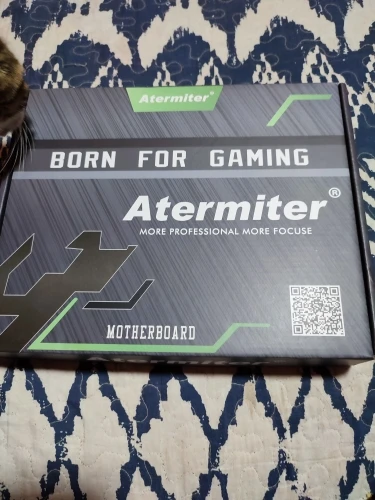 Atermiter®
BORN FOR GAMING
Atermiter®
MORE PROFESSIONAL MORE FOCUSE
MOTHERBOARD